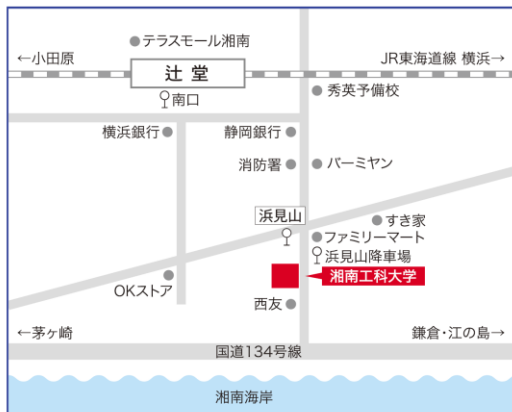 テラスモール湘南
←小田原
JR東海道線 横浜→
辻堂
南口
秀英予備校
横浜銀行
静岡銀行
消防署
バーミヤン
浜見山
すき家
ファミリーマート
浜見山降車場
湘南工科大学
OKストア
西友
←茅ヶ崎
鎌倉・江の島→
国道134号線
湘南海岸